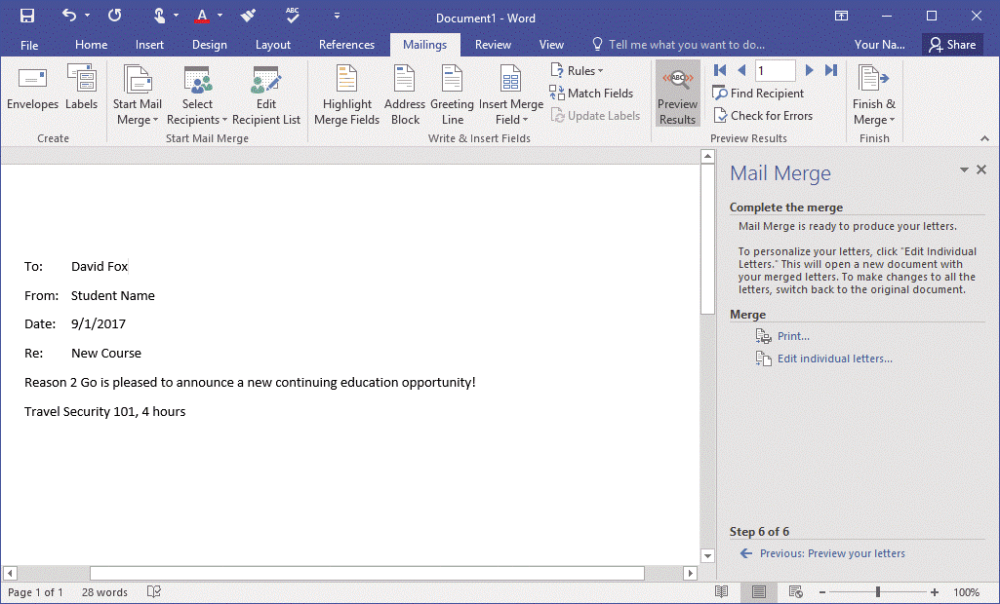 Document1 - Word
File Home Insert Design Layout References Mailings Review View Tell me what you want to do... Your Na... Share
Envelopes Labels
Create
Start Mail Merge Select Recipients Edit Recipient List
Start Mail Merge
Highlight Merge Fields Address Block Greeting Line Insert Merge Field
Rules
Match Fields
Update Labels
Write & Insert Fields
Preview Results
1
Find Recipient
Check for Errors
Preview Results
Finish & Merge
Finish
To: David Fox
From: Student Name
Date: 9/1/2017
Re: New Course
Reason 2 Go is pleased to announce a new continuing education opportunity!
Travel Security 101, 4 hours
Mail Merge
Complete the merge
Mail Merge is ready to produce your letters.
To personalize your letters, click "Edit Individual
Letters." This will open a new document with
your merged letters. To make changes to all the
letters, switch back to the original document.
Merge
Print...
Edit individual letters...
Step 6 of 6
Previous: Preview your letters
Page 1 of 1 28 words 100%